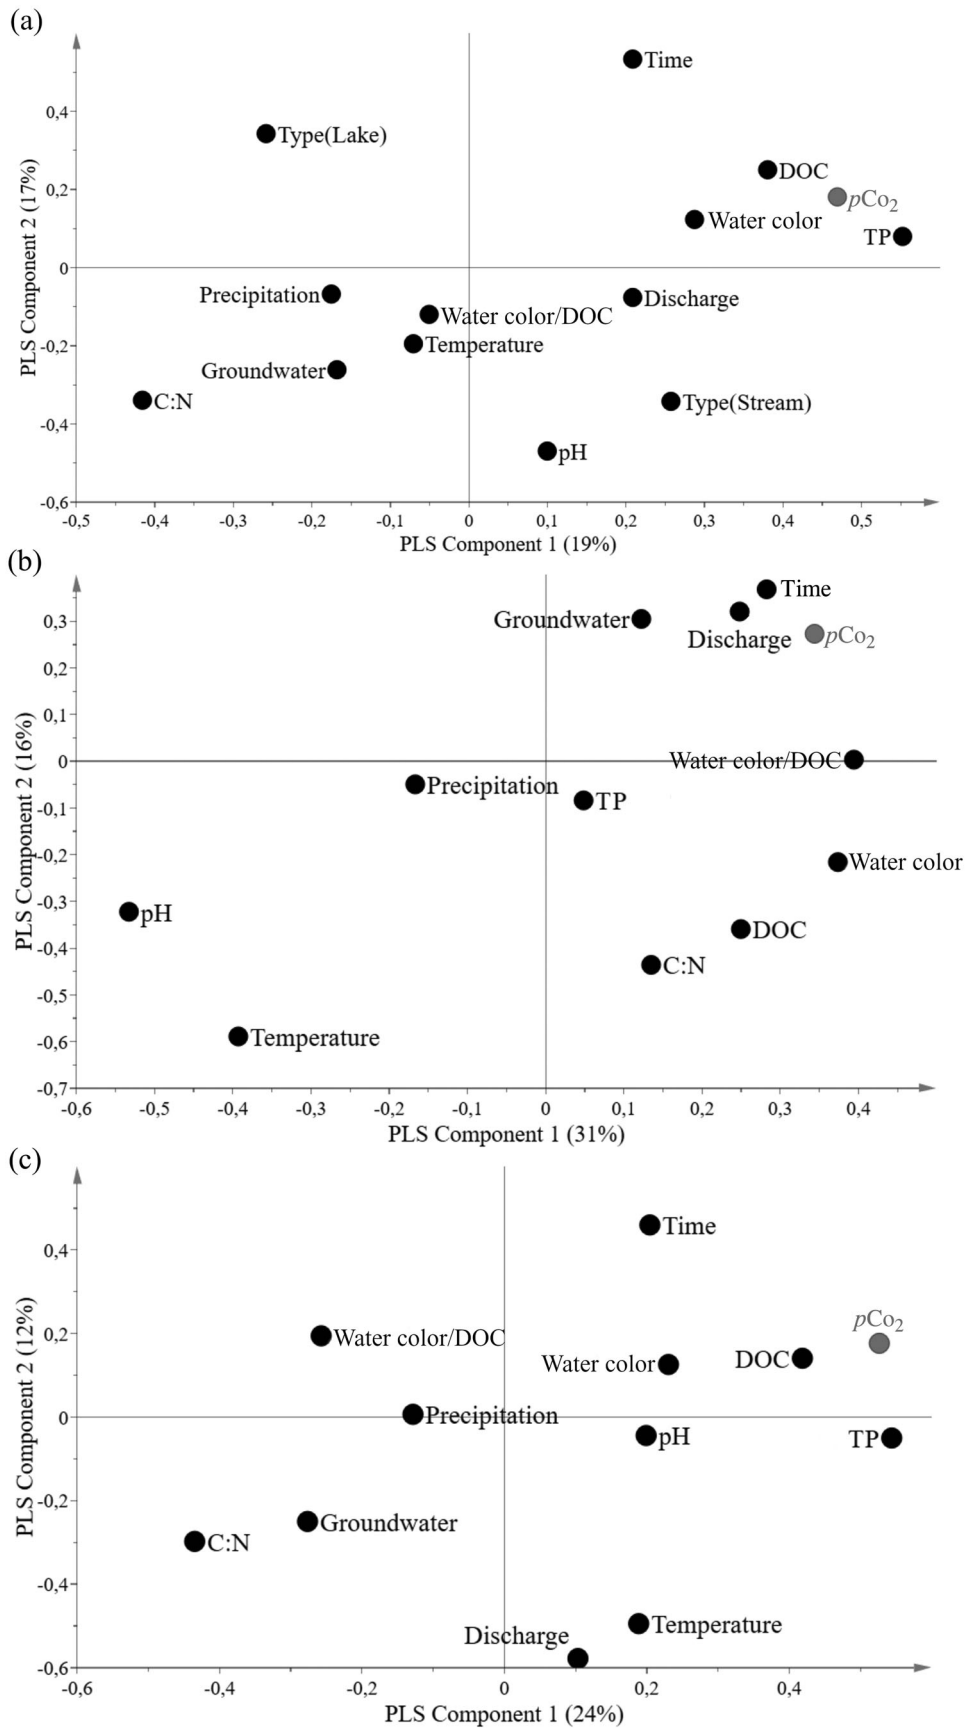 (a)
Time
0,4
Type(Lake)
DOC
0,2
pCo2
Water color
TP
0
Precipitation
Discharge
Water color/DOC
-0,2
Temperature
Groundwater
C:N
Type(Stream)
-0,4
pH
-0,6
PLS Component 2 (17%)
-0,5 -0,4 -0,3 -0,2 -0,1 0 0,1 0,2 0,3 0,4 0,5
PLS Component 1 (19%)
(b)
Time
Groundwater
0,3
Discharge
pCo2
0,2
0,1
0
Water color/DOC
Precipitation
TP
-0,1
-0,2
Water color
-0,3
pH
DOC
-0,4
C:N
-0,5
-0,6
Temperature
-0,7
PLS Component 2 (16%)
-0,6 -0,5 -0,4 -0,3 -0,2 -0,1 0 0,1 0,2 0,3 0,4
PLS Component 1 (31%)
(c)
Time
0,4
pCo2
0,2
Water color/DOC
Water color
DOC
0
Precipitation
pH
TP
-0,2
Groundwater
C:N
-0,4
Temperature
Discharge
-0,6
PLS Component 2 (12%)
-0,6 -0,4 -0,2 0 0,2 0,4
PLS Component 1 (24%)